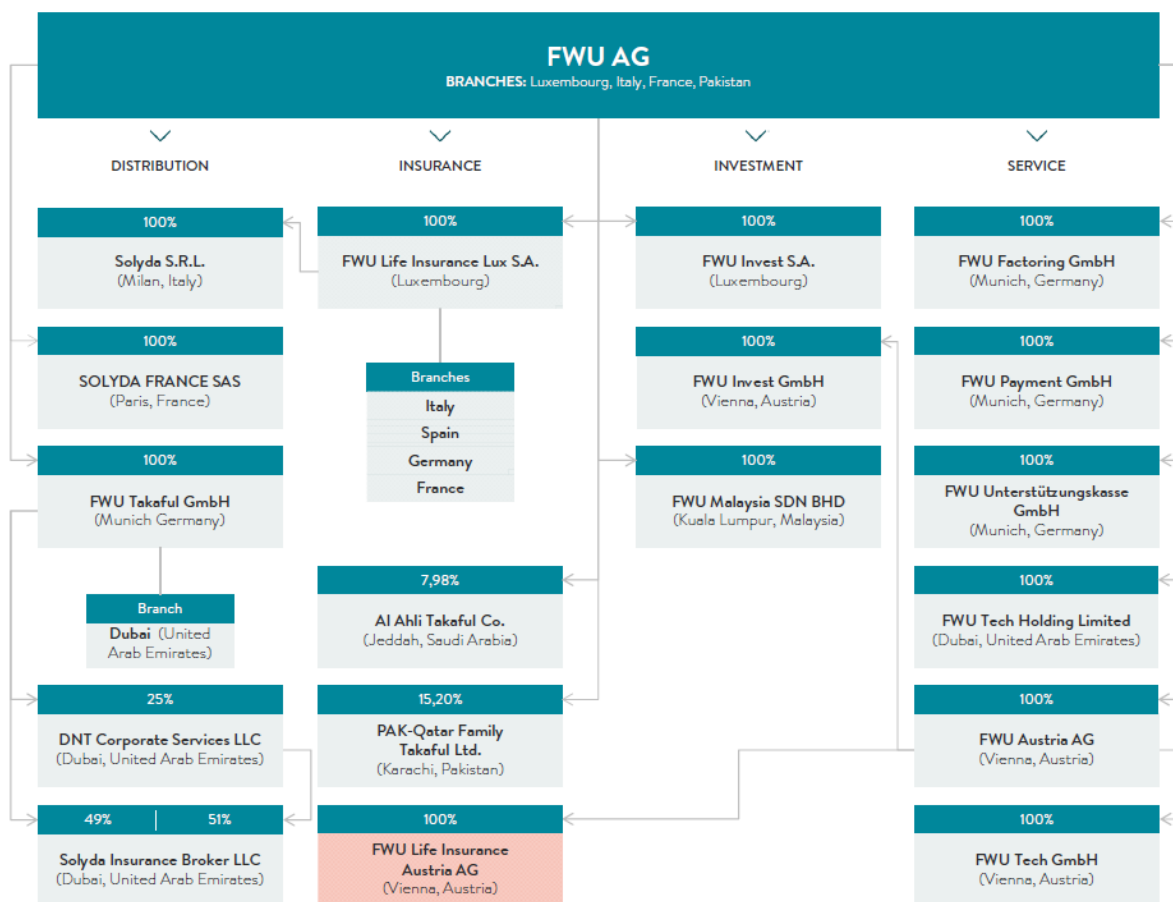 FWU AG
BRANCHES: Luxembourg, Italy, France, Pakistan
DISTRIBUTION
100%
Solyda S.R.L.
(Milan, Italy)
100%
SOLYDA FRANCE SAS
(Paris, France)
100%
FWU Takaful GmbH
(Munich Germany)
Branch
Dubai (United
Arab Emirates)
25%
DNT Corporate Services LLC
(Dubai, United Arab Emirates)
49% 51%
Solyda Insurance Broker LLC
(Dubai, United Arab Emirates)
INSURANCE
100%
FWU Life Insurance Lux S.A.
(Luxembourg)
Branches
Italy
Spain
Germany
France
7,98%
Al Ahli Takaful Co.
(Jeddah, Saudi Arabia)
15,20%
PAK-Qatar Family
Takaful Ltd.
(Karachi, Pakistan)
100%
FWU Life Insurance
Austria AG
(Vienna, Austria)
INVESTMENT
100%
FWU Invest S.A.
(Luxembourg)
100%
FWU Invest GmbH
(Vienna, Austria)
100%
FWU Malaysia SDN BHD
(Kuala Lumpur, Malaysia)
SERVICE
100%
FWU Factoring GmbH
(Munich, Germany)
100%
FWU Payment GmbH
(Munich, Germany)
100%
FWU Unterstützungskasse
GmbH
(Munich, Germany)
100%
FWU Tech Holding Limited
(Dubai, United Arab Emirates)
100%
FWU Austria AG
(Vienna, Austria)
100%
FWU Tech GmbH
(Vienna, Austria)